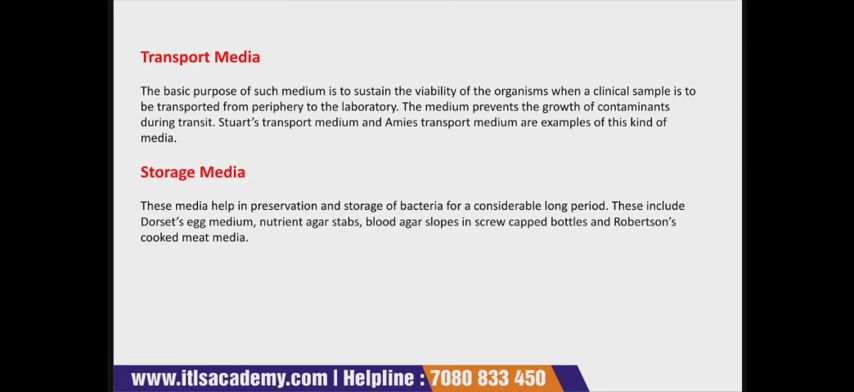 Transport Media
The basic purpose of such medium is to sustain the viability of the organisms when a clinical sample is to
be transported from periphery to the laboratory. The medium prevents the growth of contaminants
during transit. Stuart's transport medium and Amies transport medium are examples of this kind of
media.
Storage Media
These media help in preservation and storage of bacteria for a considerable long period. These include
Dorset's egg medium, nutrient agar stabs, blood agar slopes in screw capped bottles and Robertson's
cooked meat media.
www.itlsacademy.com | Helpline : 7080 833 450